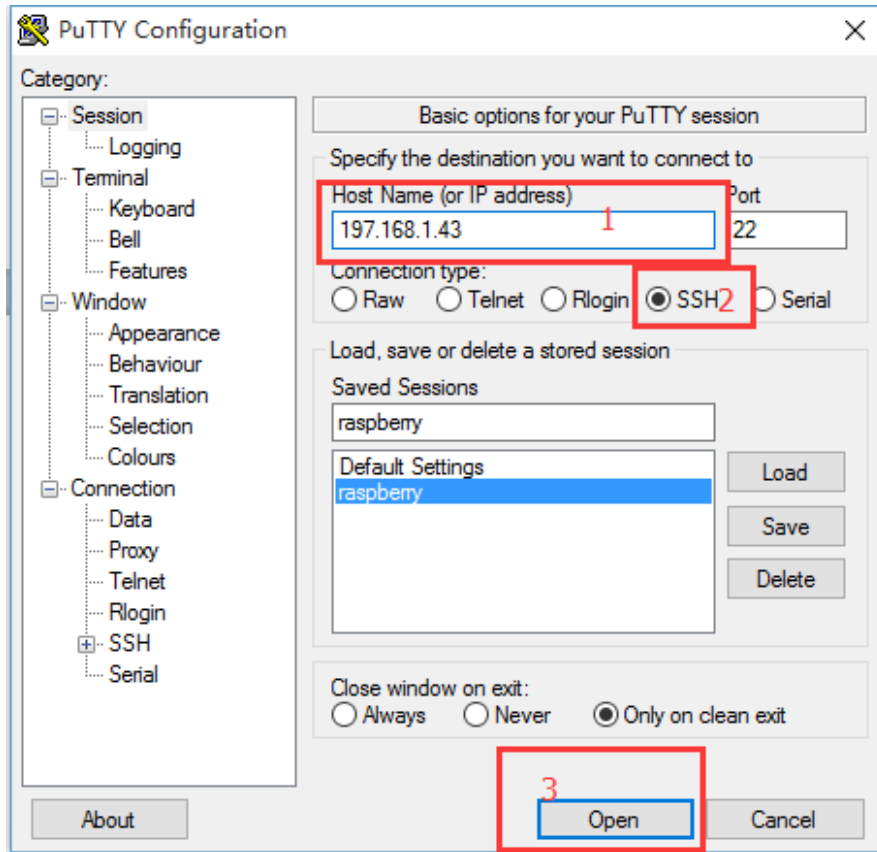 PuTTY Configuration
Category:
Session
Logging
Terminal
Keyboard
Bell
Features
Window
Appearance
Behaviour
Translation
Selection
Colours
Connection
Data
Proxy
Telnet
Rlogin
SSH
Serial
Basic options for your PuTTY session
Specify the destination you want to connect to
Host Name (or IP address) 1 Port
197.168.1.43 22
Connection type:
Raw Telnet Rlogin SSH 2 Serial
Load, save or delete a stored session
Saved Sessions
raspberry
Default Settings
raspberry
Load
Save
Delete
Close window on exit:
Always Never Only on clean exit
3
About Open Cancel